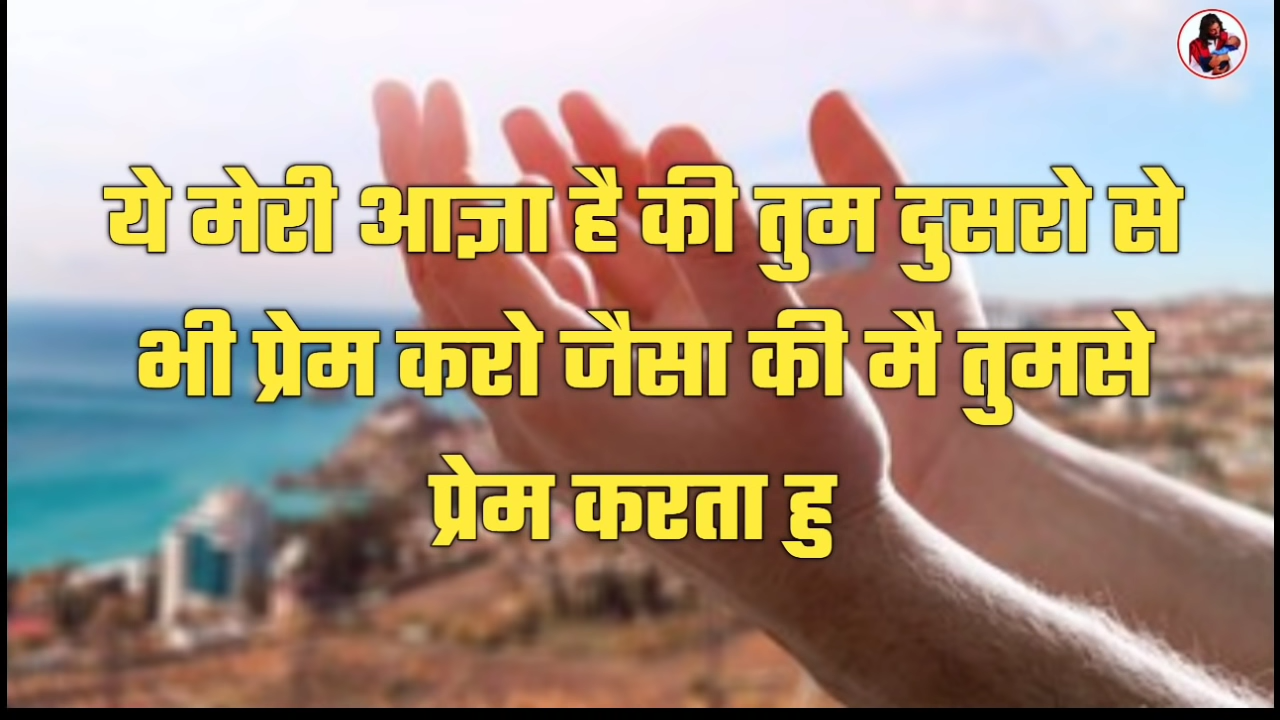 ये मेरी आज्ञा है की तुम दुसरो से
भी प्रेम करो जैसा की मै तुमसे
प्रेम करता हु